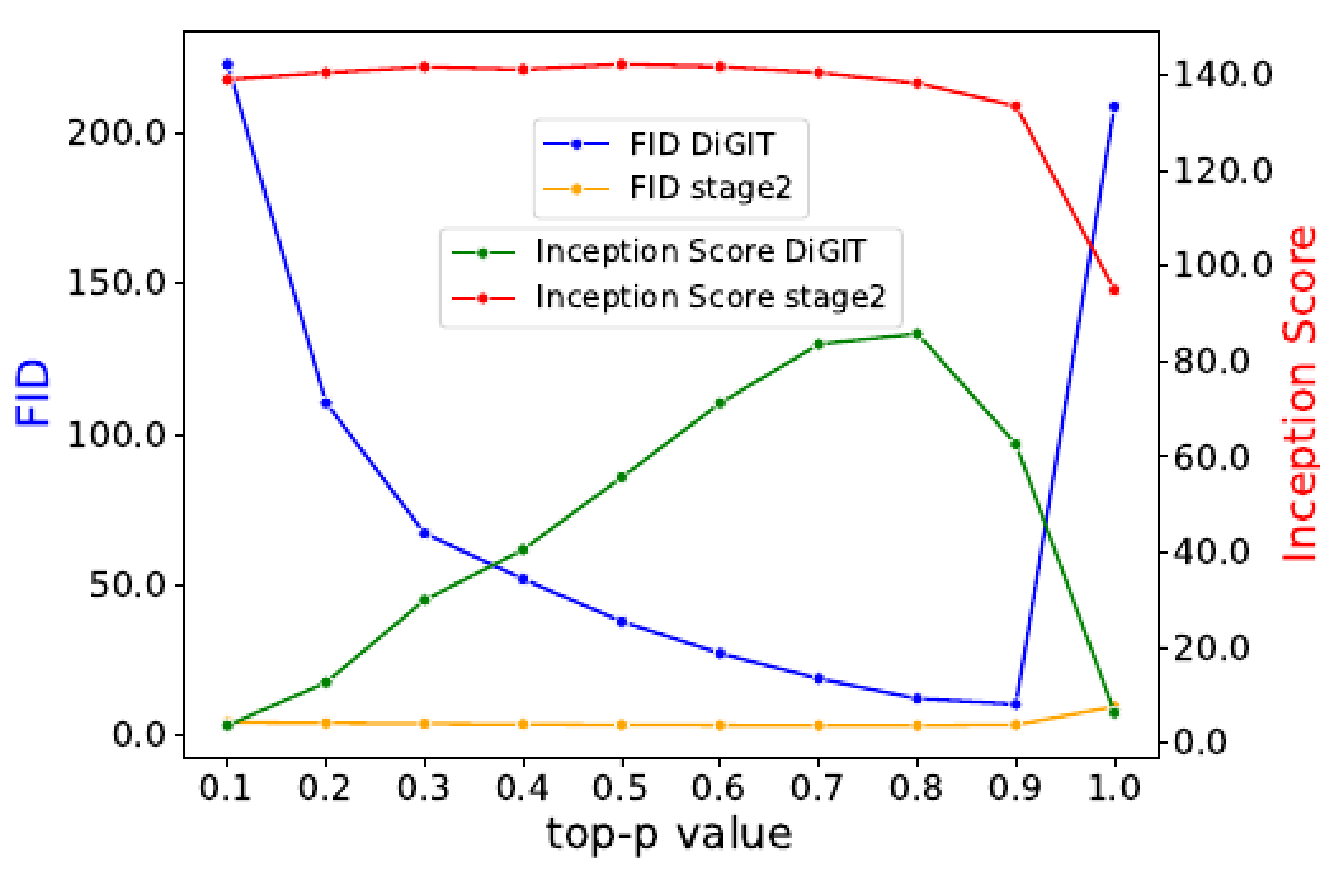 FID
200.0
150.0
100.0
50.0
0.0
FID DiGIT
FID stage2
Inception Score DiGIT
Inception Score stage2
140.0
120.0
100.0
80.0
60.0
40.0
20.0
0.0
Inception Score
0.1 0.2 0.3 0.4 0.5 0.6 0.7 0.8 0.9 1.0
top-p value